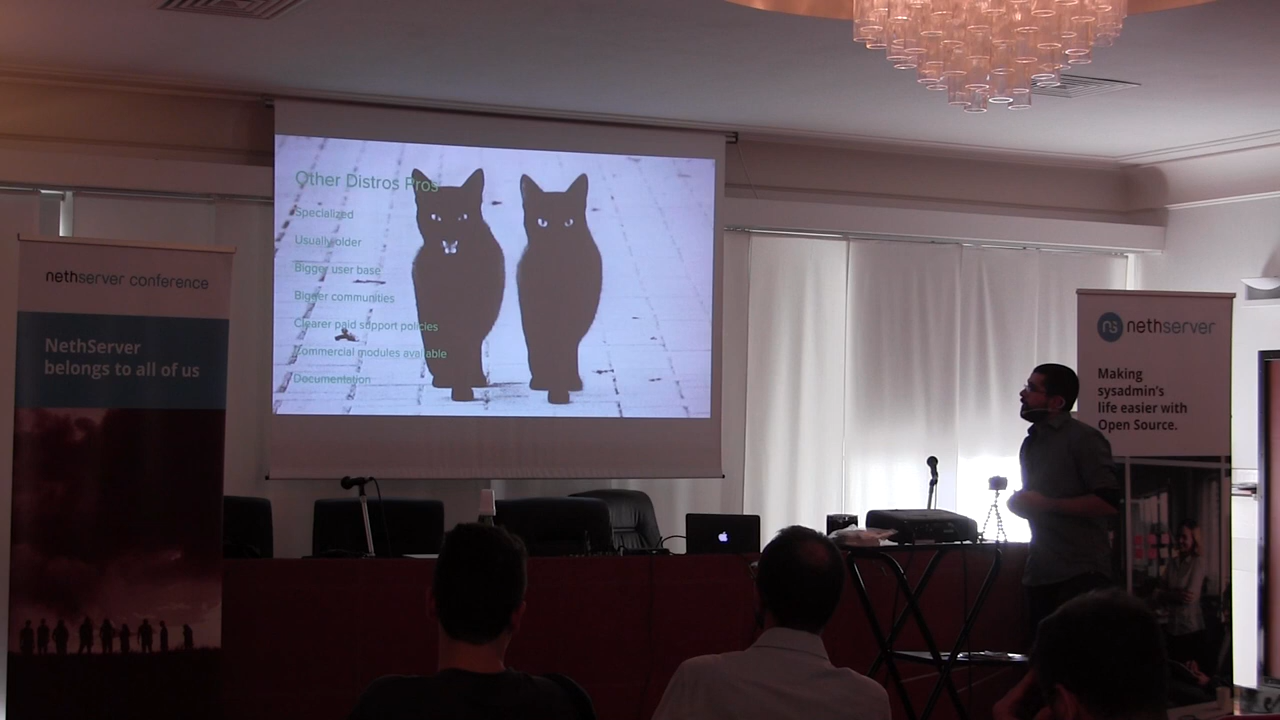 nethserver conference
NetHServer
belongs to all of us
Other Distros Pros
Specialized
Usually older
Bigger user base
Bigger communities
Clearer paid support policies
Commercial modules available
Documentation
ns nethserver
Making
sysadmin's
life easier with
Open Source.